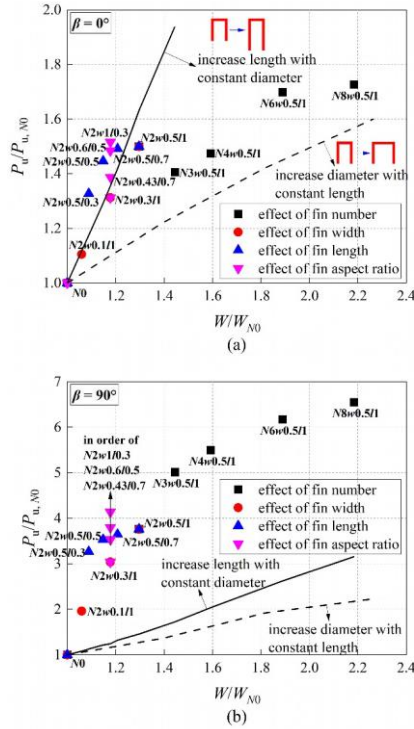 β = 0°
increase length with
constant diameter
N6w0.5/1
N8w0.5/1
N2w1/0.3
N2w0.6/0.5
N2w0.5/1
N2w0.5/0.5
N2w0.5/0.7
N4w0.5/1
N3w0.5/1
N2w0.43/0.7
N2w0.5/0.3
N2w0.3/1
increase diameter with
constant length
N2w0.1/1
N0
effect of fin number
effect of fin width
effect of fin length
effect of fin aspect ratio
2.0
1.8
1.6
1.4
1.2
1.0
1.2 1.4 1.6 1.8 2.0 2.2 2.4
Pu/Pu, N0
W/WN0
(a)
β = 90°
in order of
N2w1/0.3
N2w0.6/0.5
N2w0.43/0.7
N8w0.5/1
N6w0.5/1
N4w0.5/1
N3w0.5/1
N2w0.5/1
N2w0.5/0.5
N2w0.5/0.7
N2w0.5/0.3
N2w0.3/1
N2w0.1/1
N0
effect of fin number
effect of fin width
effect of fin length
effect of fin aspect ratio
increase length with
constant diameter
increase diameter with
constant length
7
6
5
4
3
2
1
1.2 1.4 1.6 1.8 2.0 2.2 2.4
Pu/Pu, N0
W/WN0
(b)